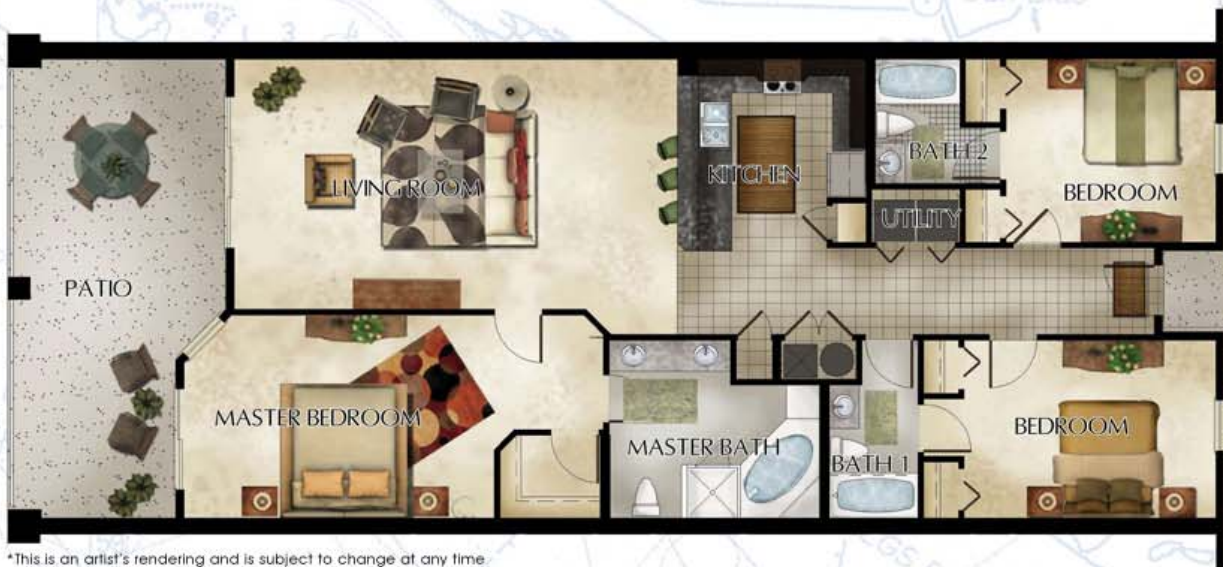 LIVING ROOM
KITCHEN
BATH 2
BEDROOM
UTILITY
PATIO
MASTER BEDROOM
MASTER BATH
BATH 1
BEDROOM
*This is an artist's rendering and is subject to change at any time